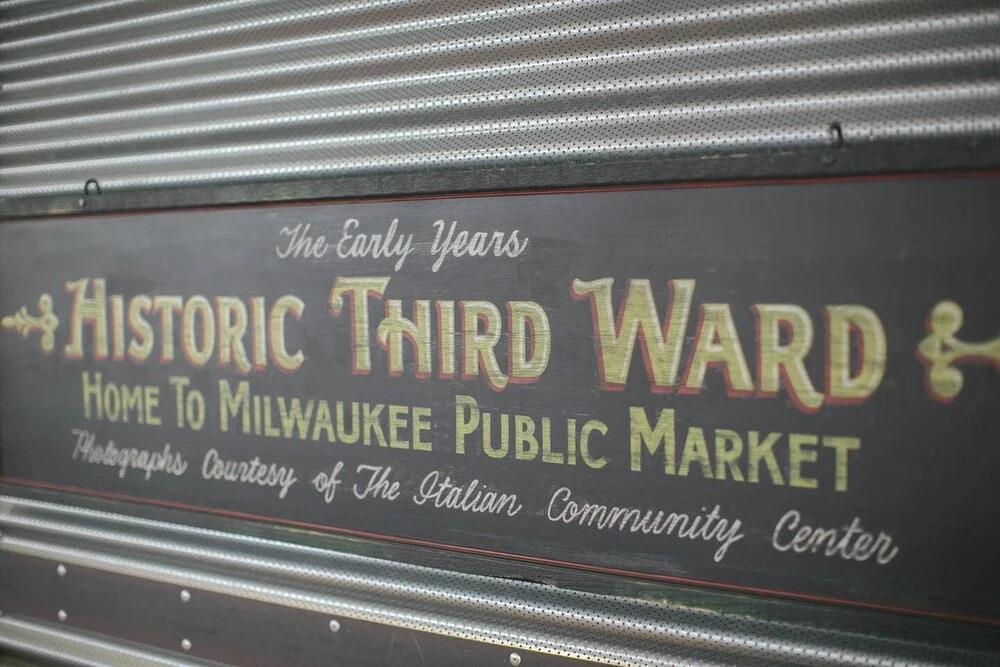 The Early Years
HISTORIC THIRD WARD
HOME TO MILWAUKEE PUBLIC MARKET
Photographs Courtesy of The Italian Community Center